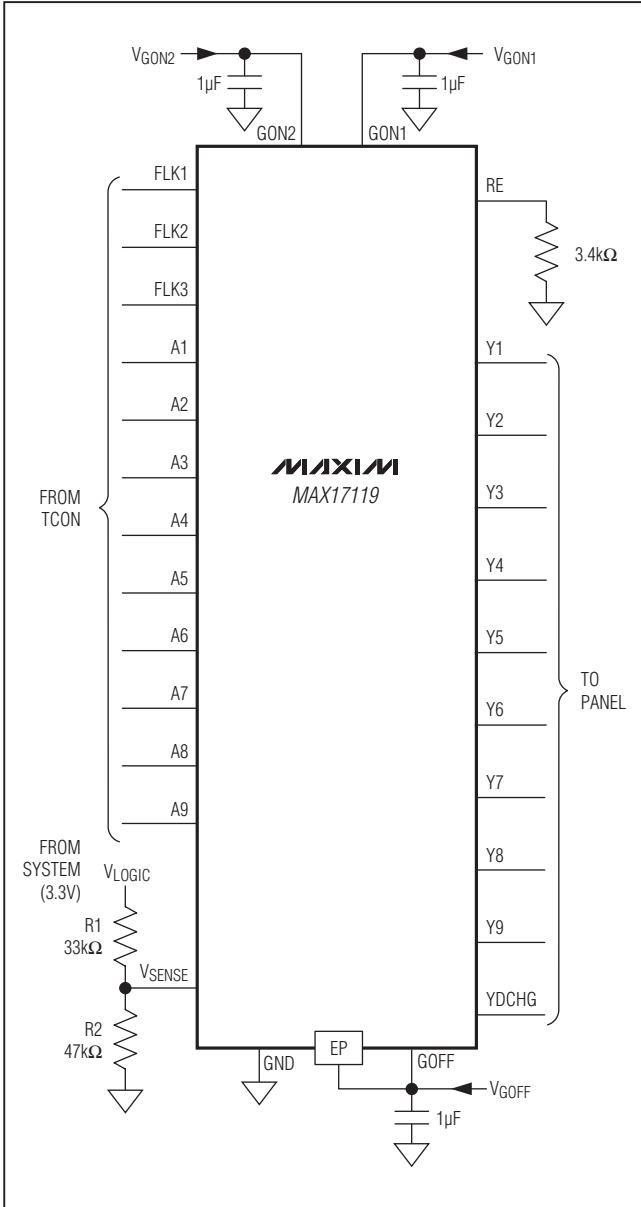 VGON2
VGON1
1µF
1µF
GON2
GON1
FLK1
FLK2
FLK3
A1
A2
A3
A4
A5
A6
A7
A8
A9
FROM
TCON
RE
3.4kΩ
MAXIM
MAX17119
Y1
Y2
Y3
Y4
Y5
Y6
Y7
Y8
Y9
YDCHG
TO
PANEL
FROM
SYSTEM
(3.3V)
VLOGIC
R1
33kΩ
VSENSE
R2
47kΩ
GND
EP
GOFF
VGOFF
1µF